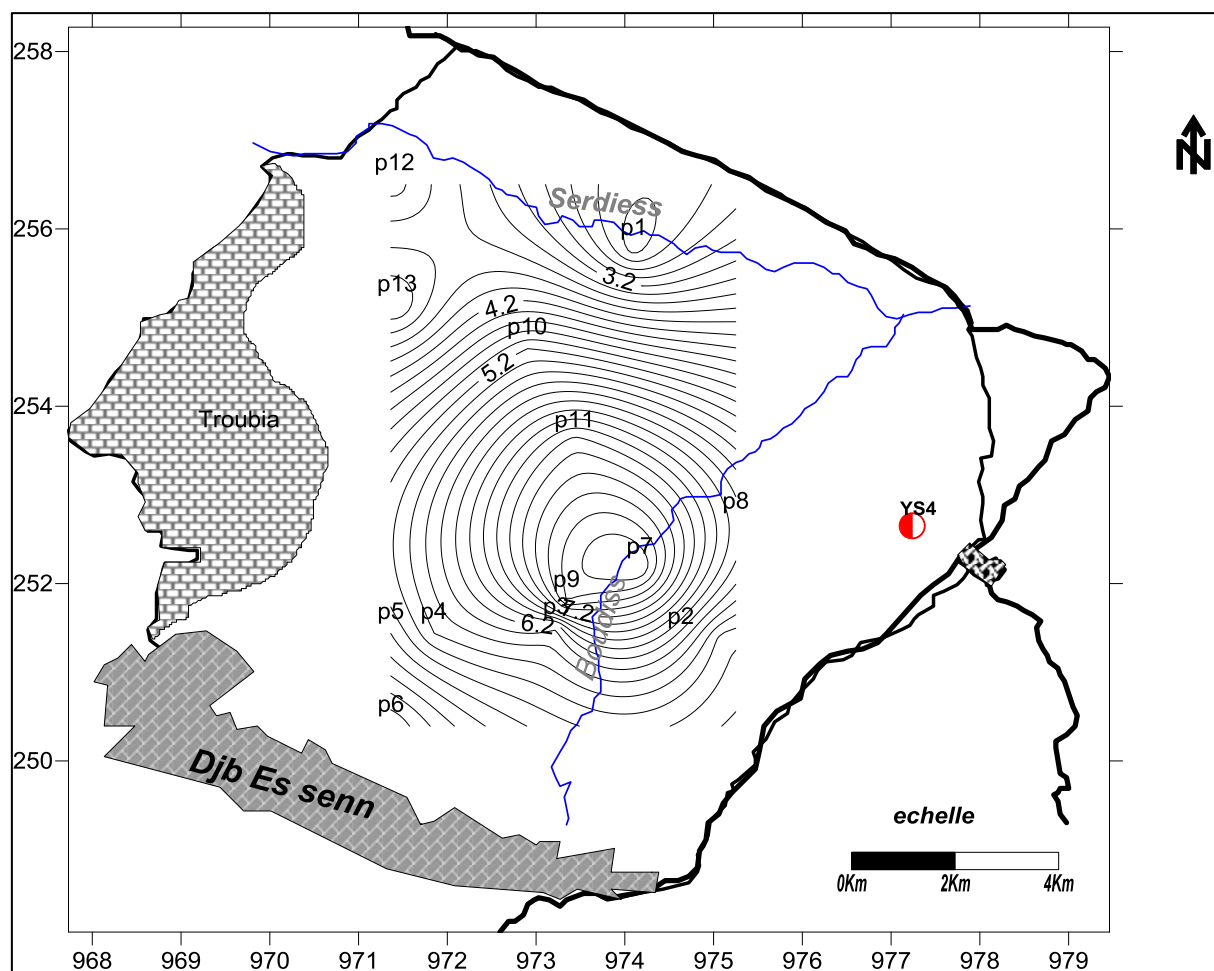 258
256
254
252
250
N
p12
Serdiess
p1
p13
3.2
4.2
p10
5.2
Troubia
p11
p8
YS4
p7
p9
p3
7.2
p5
p4
6.2
p2
Boubiss
p6
Djb Es senn
echelle
0Km 2Km 4Km
968 969 970 971 972 973 974 975 976 977 978 979